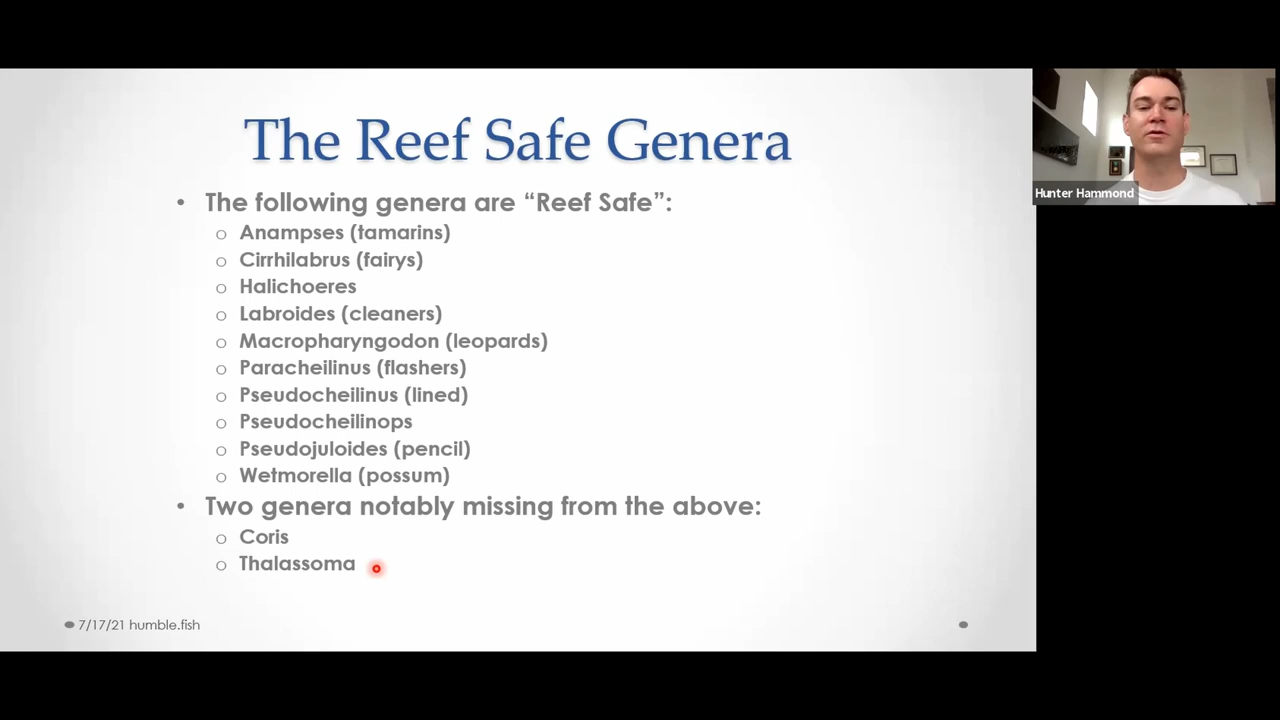 The Reef Safe Genera
• The following genera are “Reef Safe”:
o Anampses (tamarins)
o Cirrhilabrus (fairys)
o Halichoeres
o Labroides (cleaners)
o Macropharyngodon (leopards)
o Paracheilinus (flashers)
o Pseudocheilinus (lined)
o Pseudocheilinops
o Pseudojuloides (pencil)
o Wetmorella (possum)
• Two genera notably missing from the above:
o Coris
o Thalassoma
7/17/21 humble.fish
Hunter Hammond